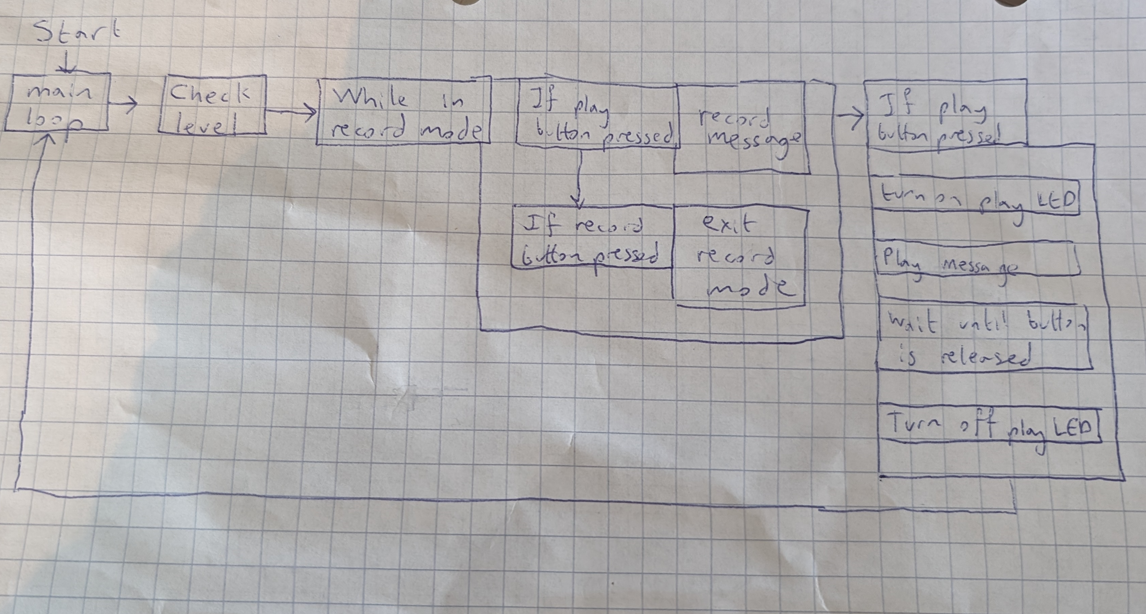 Start
main
loop
Check
level
While in
record mode
If play
button pressed
record
message
If record
button pressed
exit
record
mode
If play
button pressed
turn on play LED
Play message
wait until button
is released
Turn off play LED